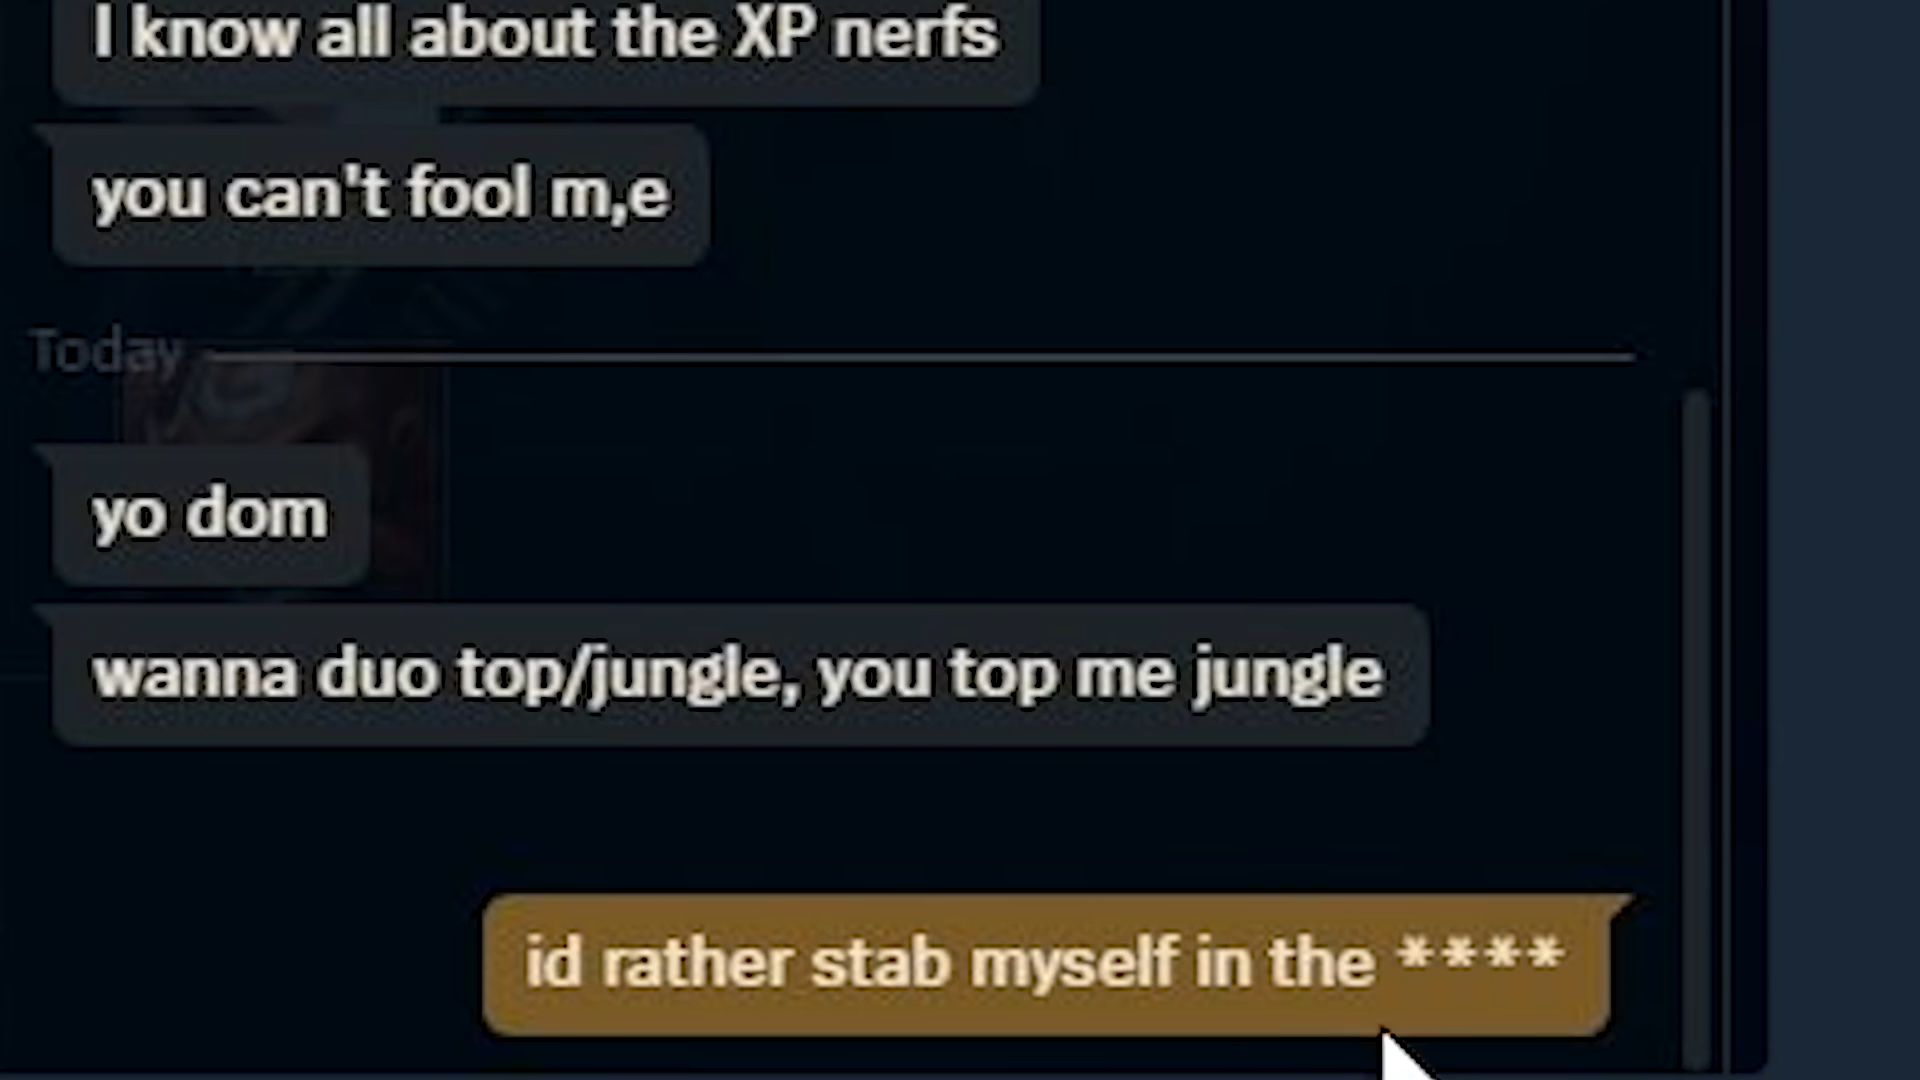 I know all about the XP nerfs
you can't fool m,e
Today
yo dom
wanna duo top/jungle, you top me jungle
id rather stab myself in the ****